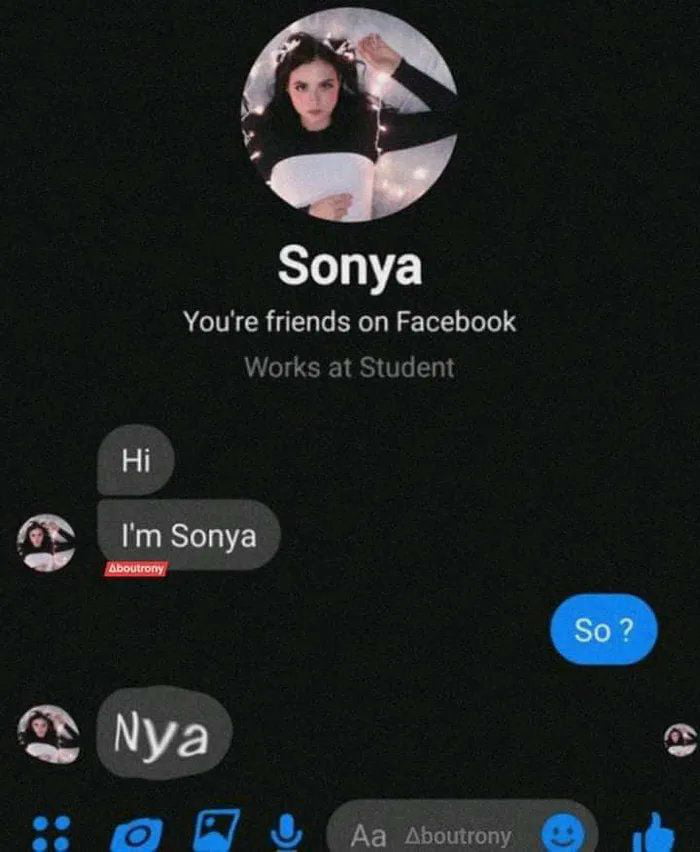 Sonya
You're friends on Facebook
Works at Student
Hi
I'm Sonya
Δboutrony
So ?
Nya
Aa Δboutrony